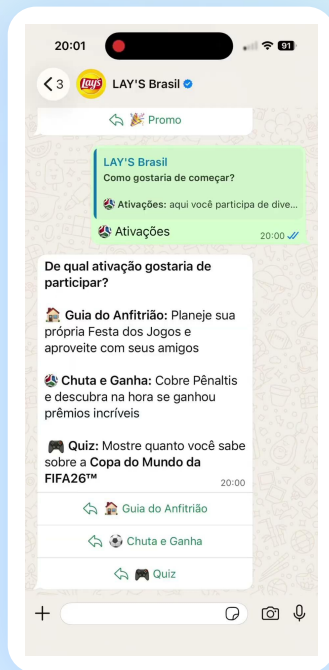 20:01
91
3
Lay's
LAY'S Brasil
Promo
LAY'S Brasil
Como gostaria de começar?
Ativações: aqui você participa de dive...
Ativações
20:00
De qual ativação gostaria de
participar?
Guia do Anfitrião: Planeje sua
própria Festa dos Jogos e
aproveite com seus amigos
Chuta e Ganha: Cobre Pênaltis
e descubra na hora se ganhou
prêmios incríveis
Quiz: Mostre quanto você sabe
sobre a Copa do Mundo da
FIFA26™
20:00
Guia do Anfitrião
Chuta e Ganha
Quiz